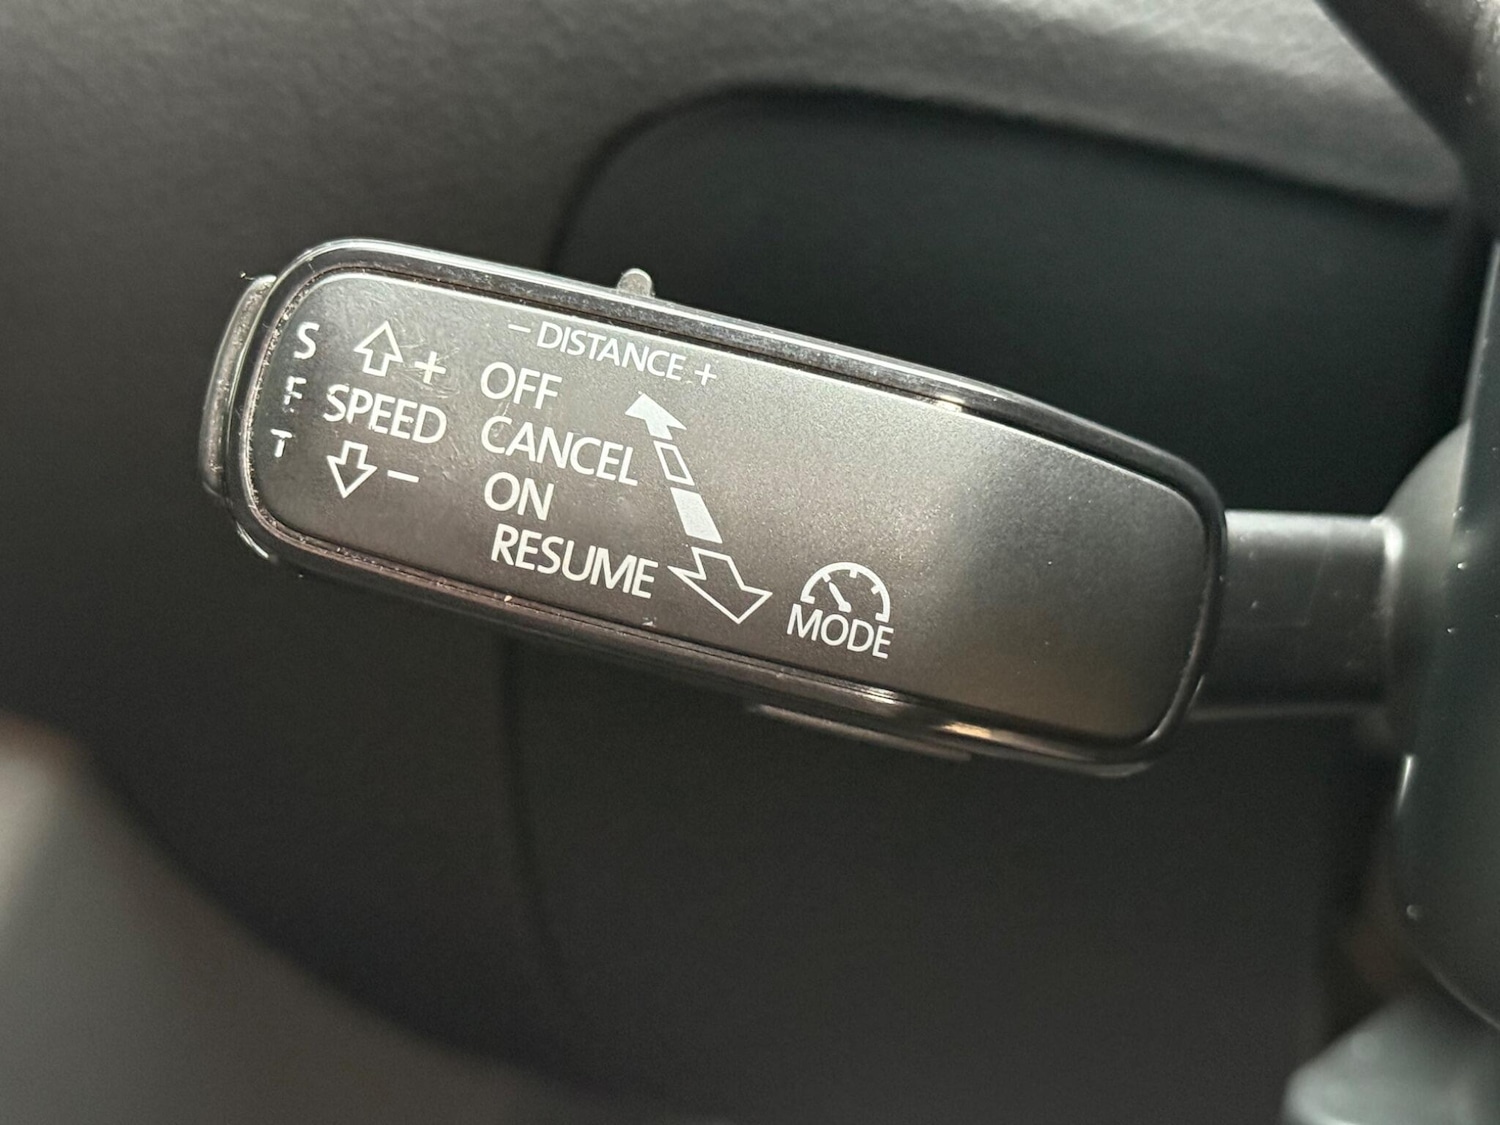 S
E
T
+
SPEED
−
− DISTANCE +
OFF
CANCEL
ON
RESUME
MODE